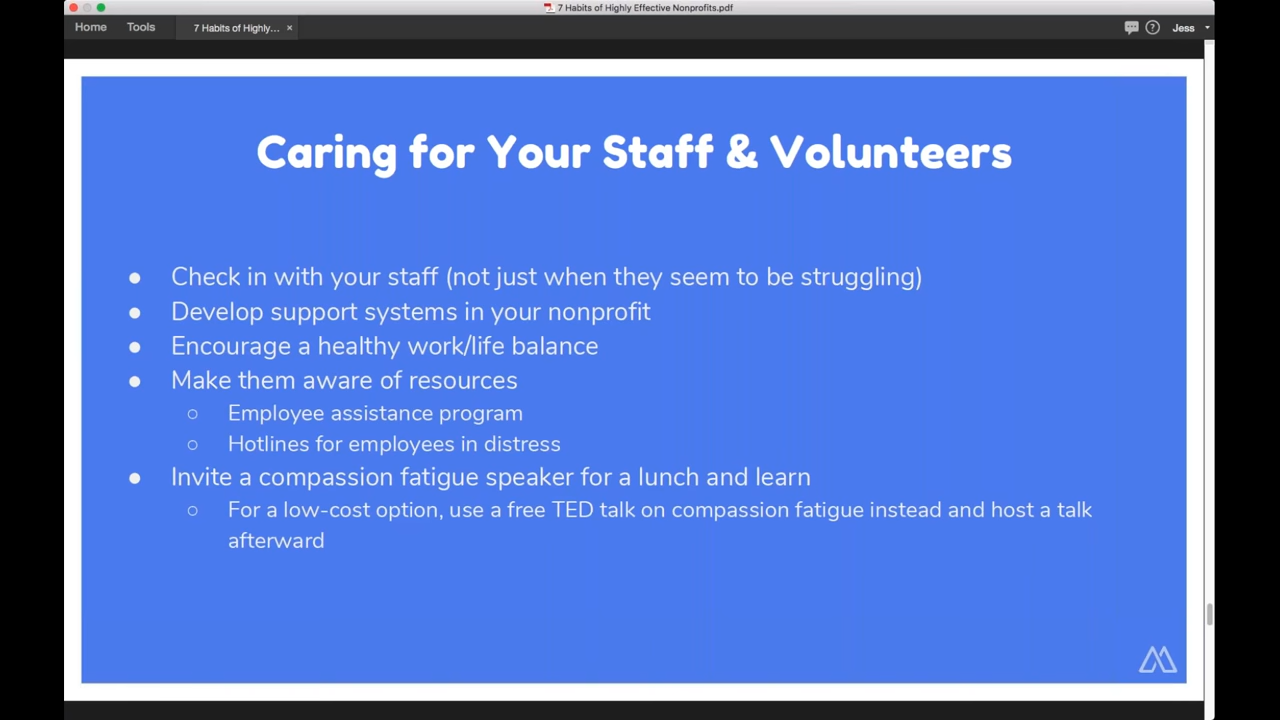 7 Habits of Highly Effective Nonprofits.pdf
Home Tools 7 Habits of Highly... × Jess
Caring for Your Staff & Volunteers
● Check in with your staff (not just when they seem to be struggling)
● Develop support systems in your nonprofit
● Encourage a healthy work/life balance
● Make them aware of resources
○ Employee assistance program
○ Hotlines for employees in distress
● Invite a compassion fatigue speaker for a lunch and learn
○ For a low-cost option, use a free TED talk on compassion fatigue instead and host a talk
afterward